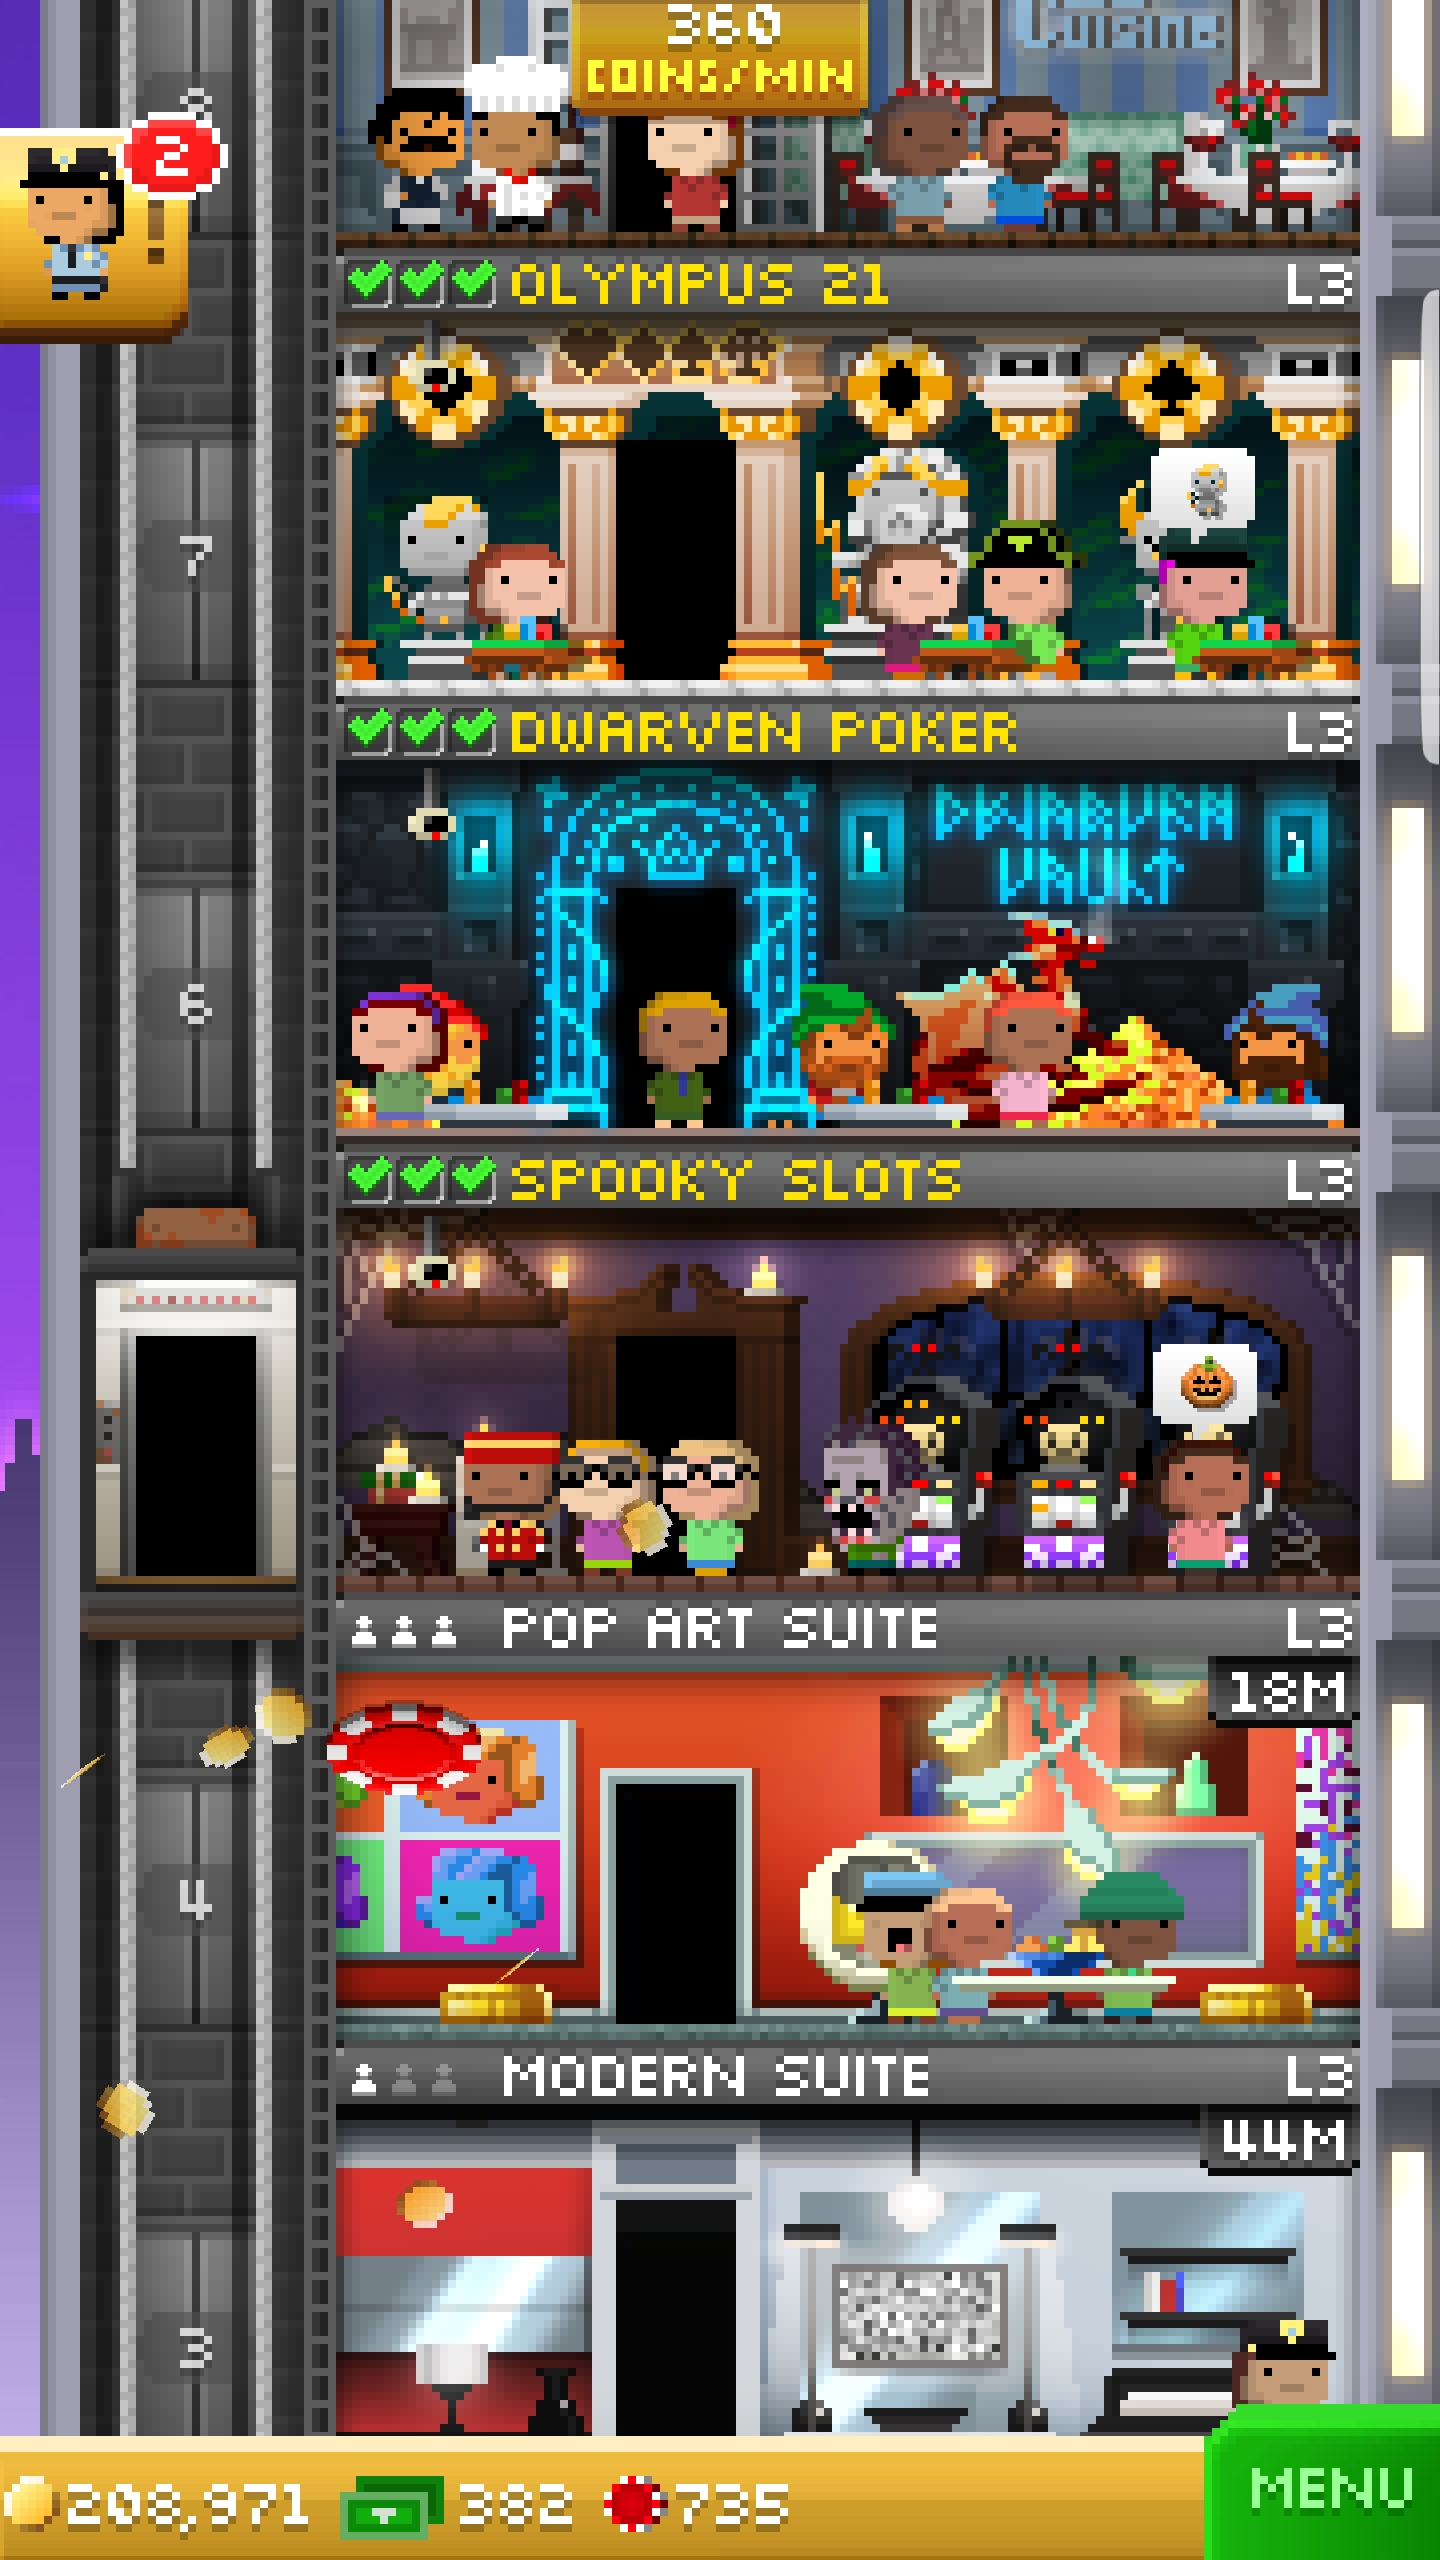 Cuisine
360
COINS/MIN
2
OLYMPUS 21
L3
7
DWARVEN POKER
L3
DWARVEN
VAULT
6
SPOOKY SLOTS
L3
POP ART SUITE
L3
18M
4
MODERN SUITE
L3
44M
3
208,971
382
735
MENU